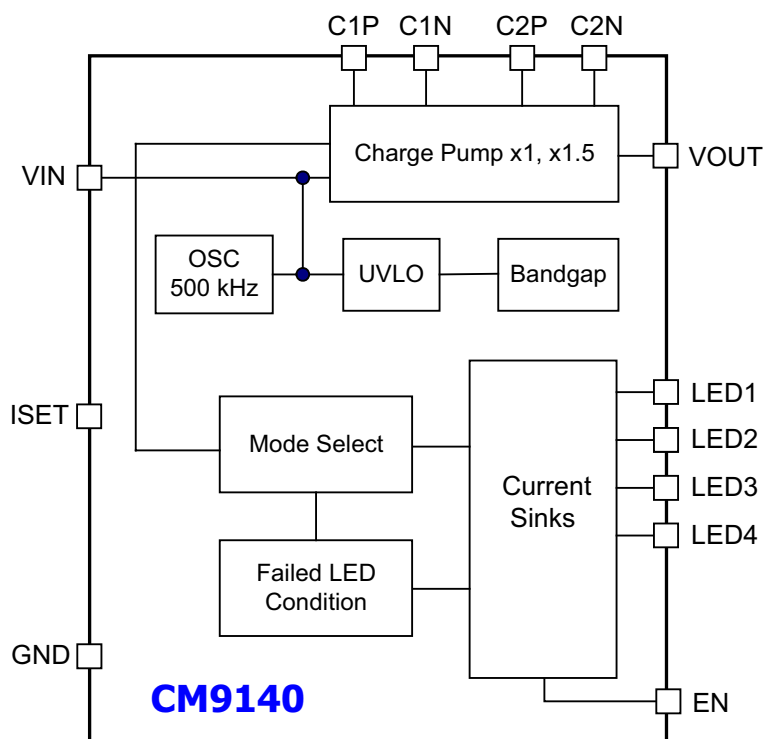 C1P C1N C2P C2N
Charge Pump x1, x1.5
VIN
VOUT
OSC
500 kHz
UVLO
Bandgap
ISET
Mode Select
Current
Sinks
LED1
LED2
LED3
LED4
Failed LED
Condition
GND
CM9140
EN